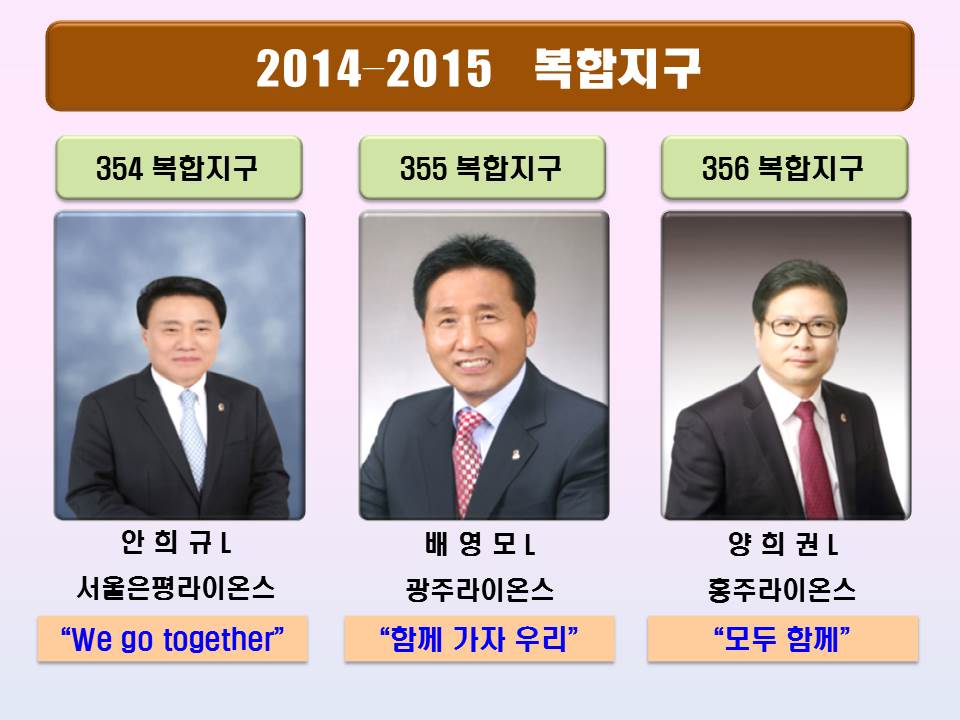 2014-2015 복합지구
354 복합지구
355 복합지구
356 복합지구
안 희 규 L
서울은평라이온스
“We go together”
배 영 모 L
광주라이온스
“함께 가자 우리”
양 희 권 L
홍주라이온스
“모두 함께”